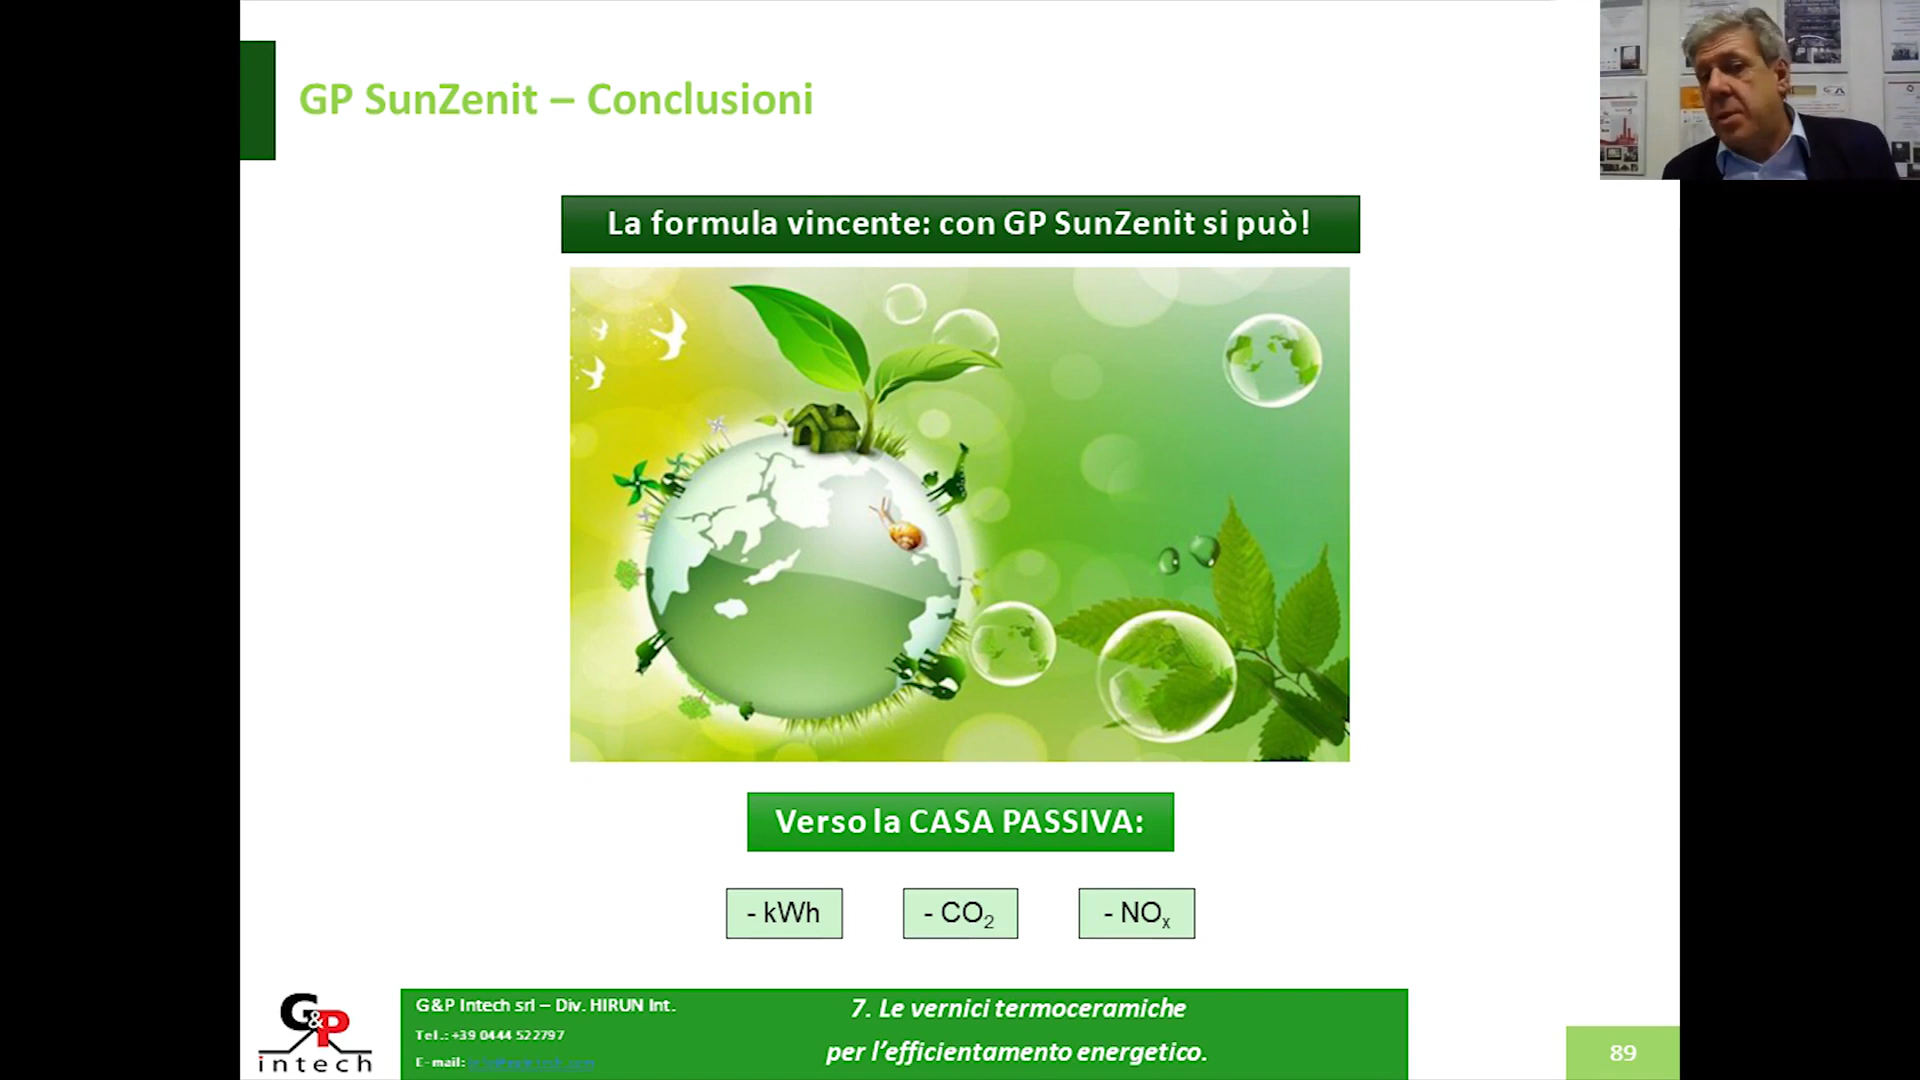 GP SunZenit – Conclusioni
La formula vincente: con GP SunZenit si può!
Verso la CASA PASSIVA:
- kWh
- CO₂
- NOₓ
G&P intech
G&P Intech srl – Div. HIRUN Int.
Tel.: +39 0444 522797
E-mail:
7. Le vernici termoceramiche
per l'efficientamento energetico.
89